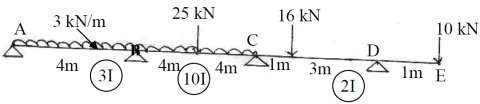 25 kN 16 kN
3 kN/m 10 kN
A C D
4m 3I 4m 10I 4m 1m 3m 2I 1m E